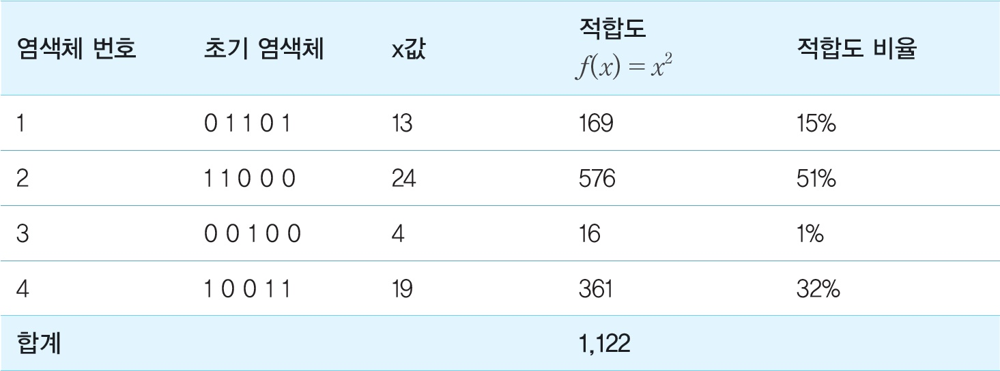 염색체 번호 초기 염색체 x값 적합도 f(x) = x² 적합도 비율
1 0 1 1 0 1 13 169 15%
2 1 1 0 0 0 24 576 51%
3 0 0 1 0 0 4 16 1%
4 1 0 0 1 1 19 361 32%
합계 1,122